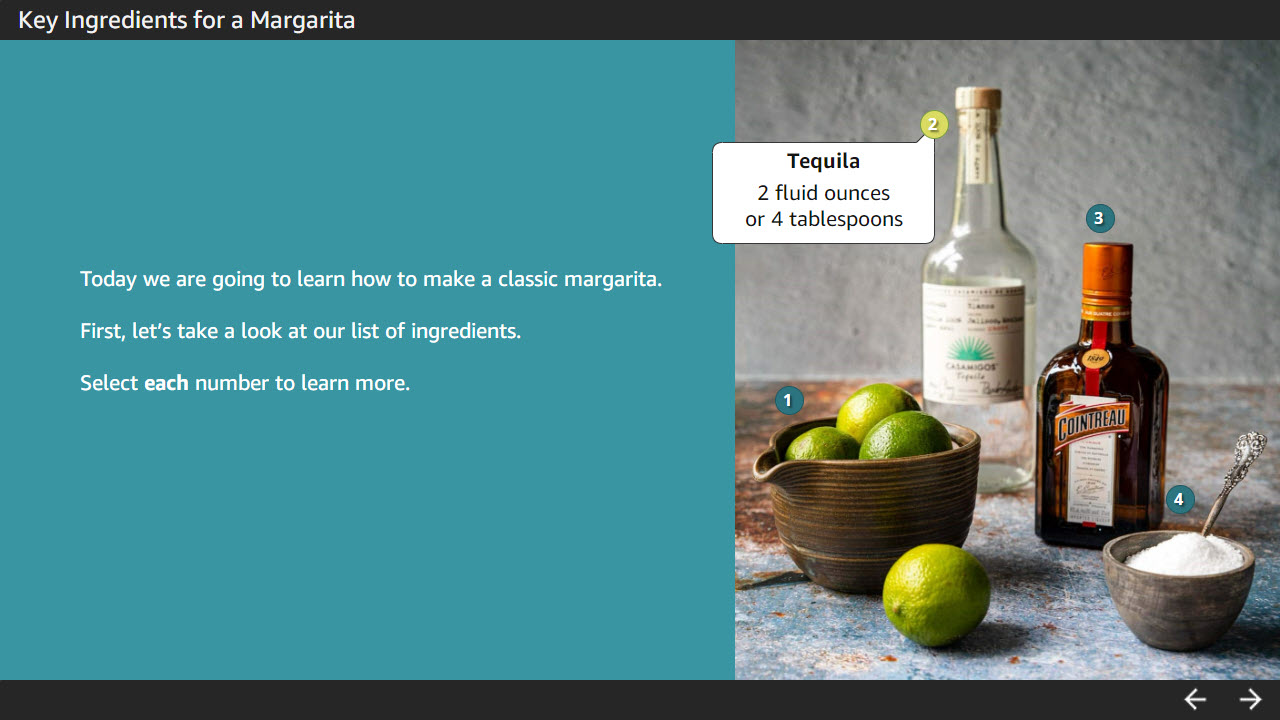 Key Ingredients for a Margarita
2
Tequila
2 fluid ounces
or 4 tablespoons
3
Today we are going to learn how to make a classic margarita.
First, let’s take a look at our list of ingredients.
Select each number to learn more.
1
Blanco
CASAMIGOS
Tequila
COINTREAU
4